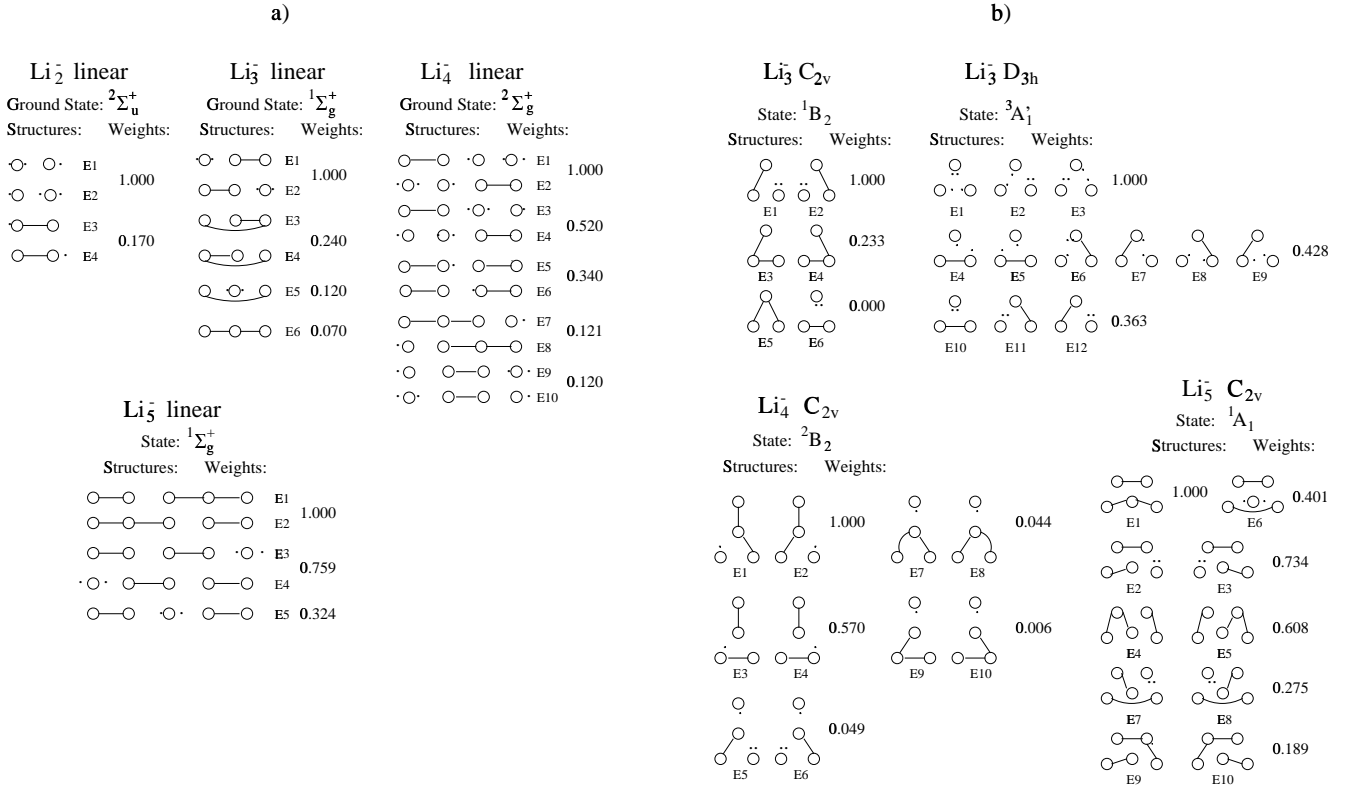 a)
Li2- linear
Ground State: 2Σu+
Structures: Weights:
E1
1.000
E2
E3
0.170
E4
Li3- linear
Ground State: 1Σg+
Structures: Weights:
E1
1.000
E2
E3
0.240
E4
E5 0.120
E6 0.070
Li4- linear
Ground State: 2Σg+
Structures: Weights:
E1
1.000
E2
E3
0.520
E4
E5
0.340
E6
E7
0.121
E8
E9
0.120
E10
Li5- linear
State: 1Σg+
Structures: Weights:
E1
1.000
E2
E3
0.759
E4
E5 0.324
b)
Li3- C2v
State: 1B2
Structures: Weights:
1.000
E1 E2
0.233
E3 E4
0.000
E5 E6
Li3- D3h
State: 3A1'
Structures: Weights:
1.000
E1 E2 E3
0.428
E4 E5 E6 E7 E8 E9
0.363
E10 E11 E12
Li4- C2v
State: 2B2
Structures: Weights:
1.000 0.044
E1 E2 E7 E8
0.570 0.006
E3 E4 E9 E10
0.049
E5 E6
Li5- C2v
State: 1A1
Structures: Weights:
1.000 0.401
E1 E6
0.734
E2 E3
0.608
E4 E5
0.275
E7 E8
0.189
E9 E10